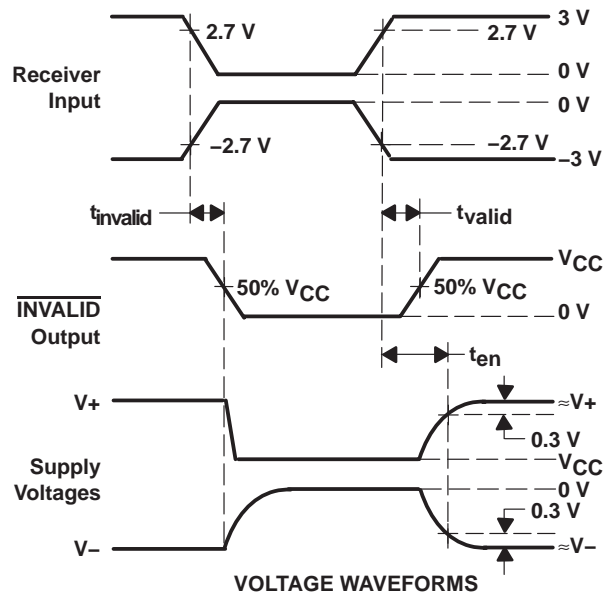 3 V
2.7 V
2.7 V
Receiver
Input
0 V
0 V
–2.7 V
–2.7 V
–3 V
tinvalid
tvalid
VCC
50% VCC
50% VCC
INVALID
Output
0 V
ten
V+
≈V+
0.3 V
Supply
Voltages
VCC
0 V
0.3 V
V–
≈V–
VOLTAGE WAVEFORMS